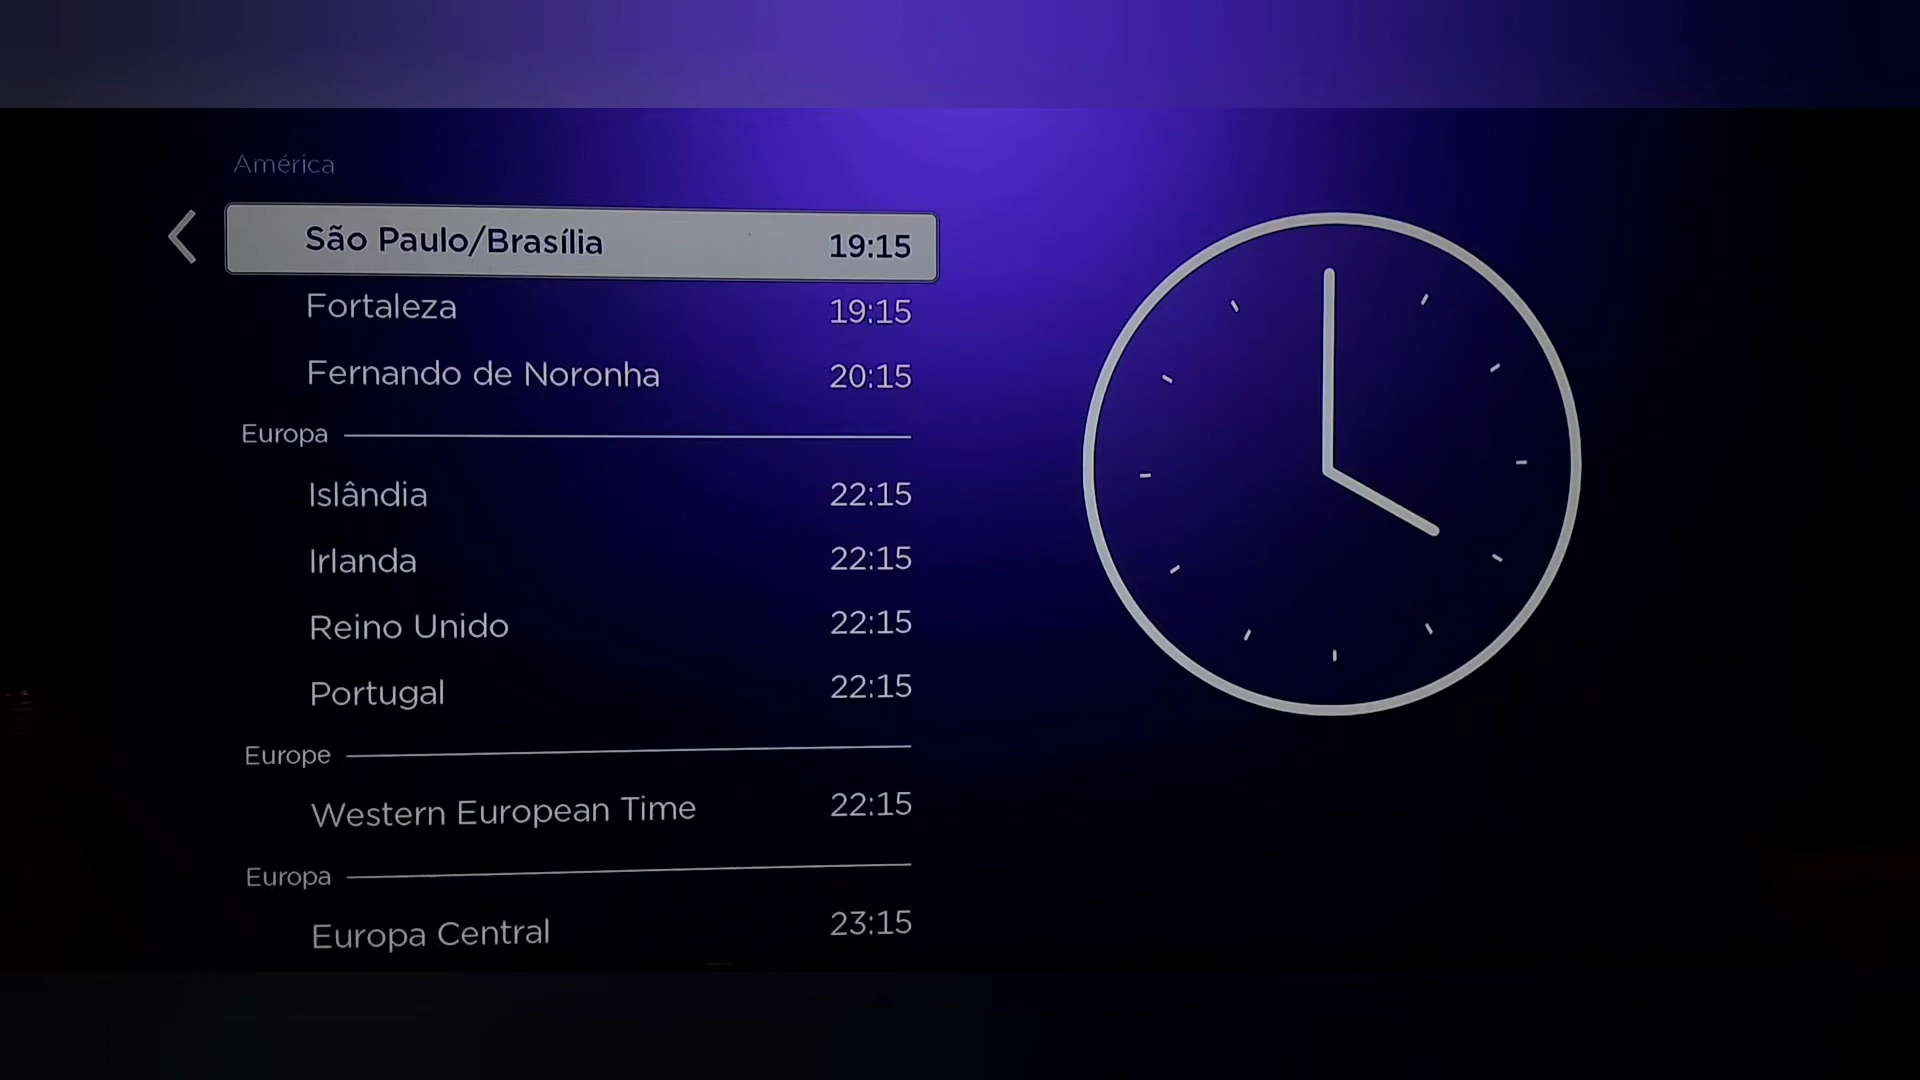 América
São Paulo/Brasília 19:15
Fortaleza 19:15
Fernando de Noronha 20:15
Europa
Islândia 22:15
Irlanda 22:15
Reino Unido 22:15
Portugal 22:15
Europe
Western European Time 22:15
Europa
Europa Central 23:15